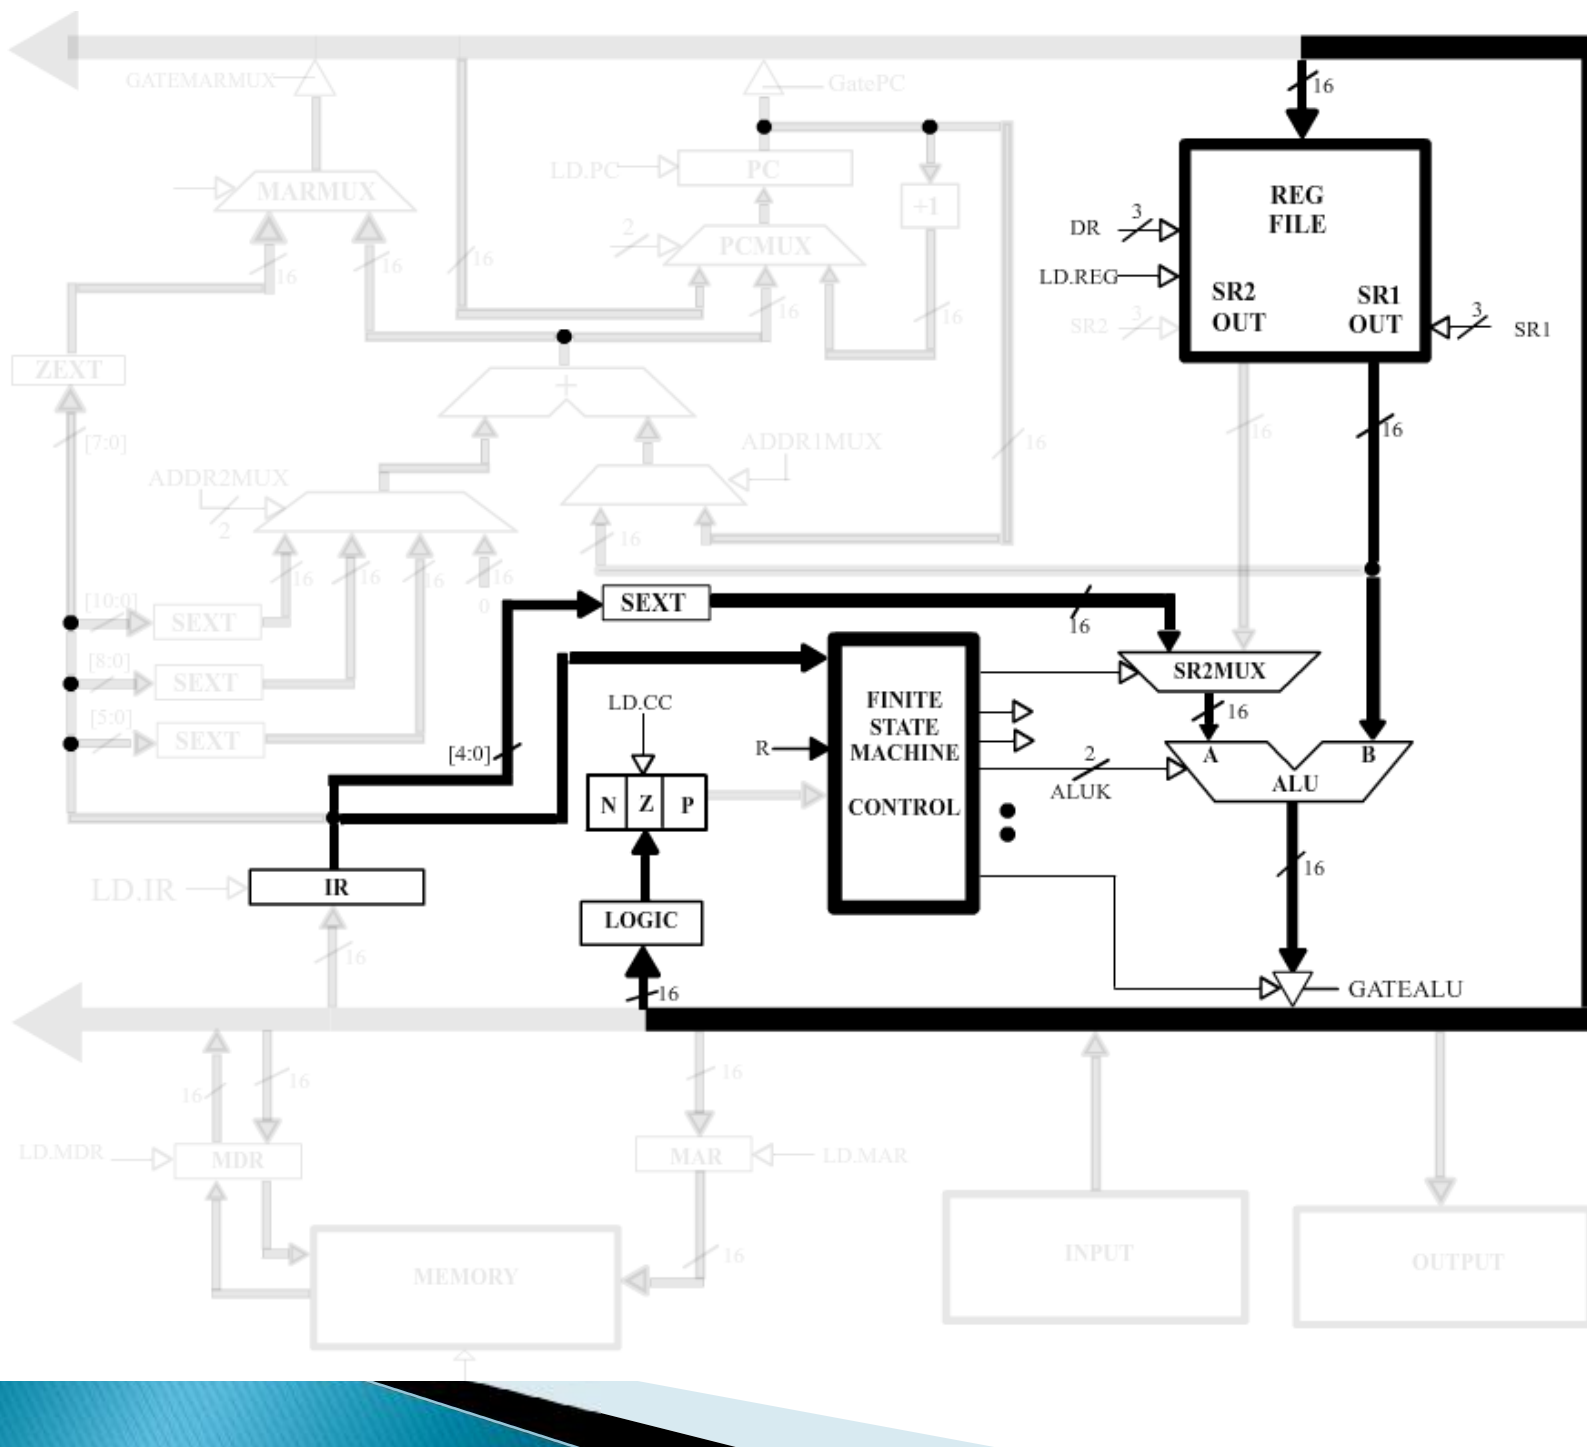 GATEMARMUX
GatePC
16
LD.PC
PC
MARMUX
+1
REG
FILE
DR
3
2
PCMUX
16
16
16
16
16
LD.REG
SR2
OUT
SR1
OUT
SR2
3
3
SR1
ZEXT
+
[7:0]
ADDR1MUX
16
16
16
ADDR2MUX
2
16
16
16
16
16
0
[10:0]
SEXT
SEXT
16
[8:0]
SEXT
SR2MUX
FINITE
STATE
MACHINE
CONTROL
LD.CC
16
[5:0]
SEXT
[4:0]
R
2
ALUK
A
B
ALU
N
Z
P
LD.IR
IR
16
LOGIC
16
16
GATEALU
16
16
16
LD.MDR
MDR
MAR
LD.MAR
16
MEMORY
INPUT
OUTPUT